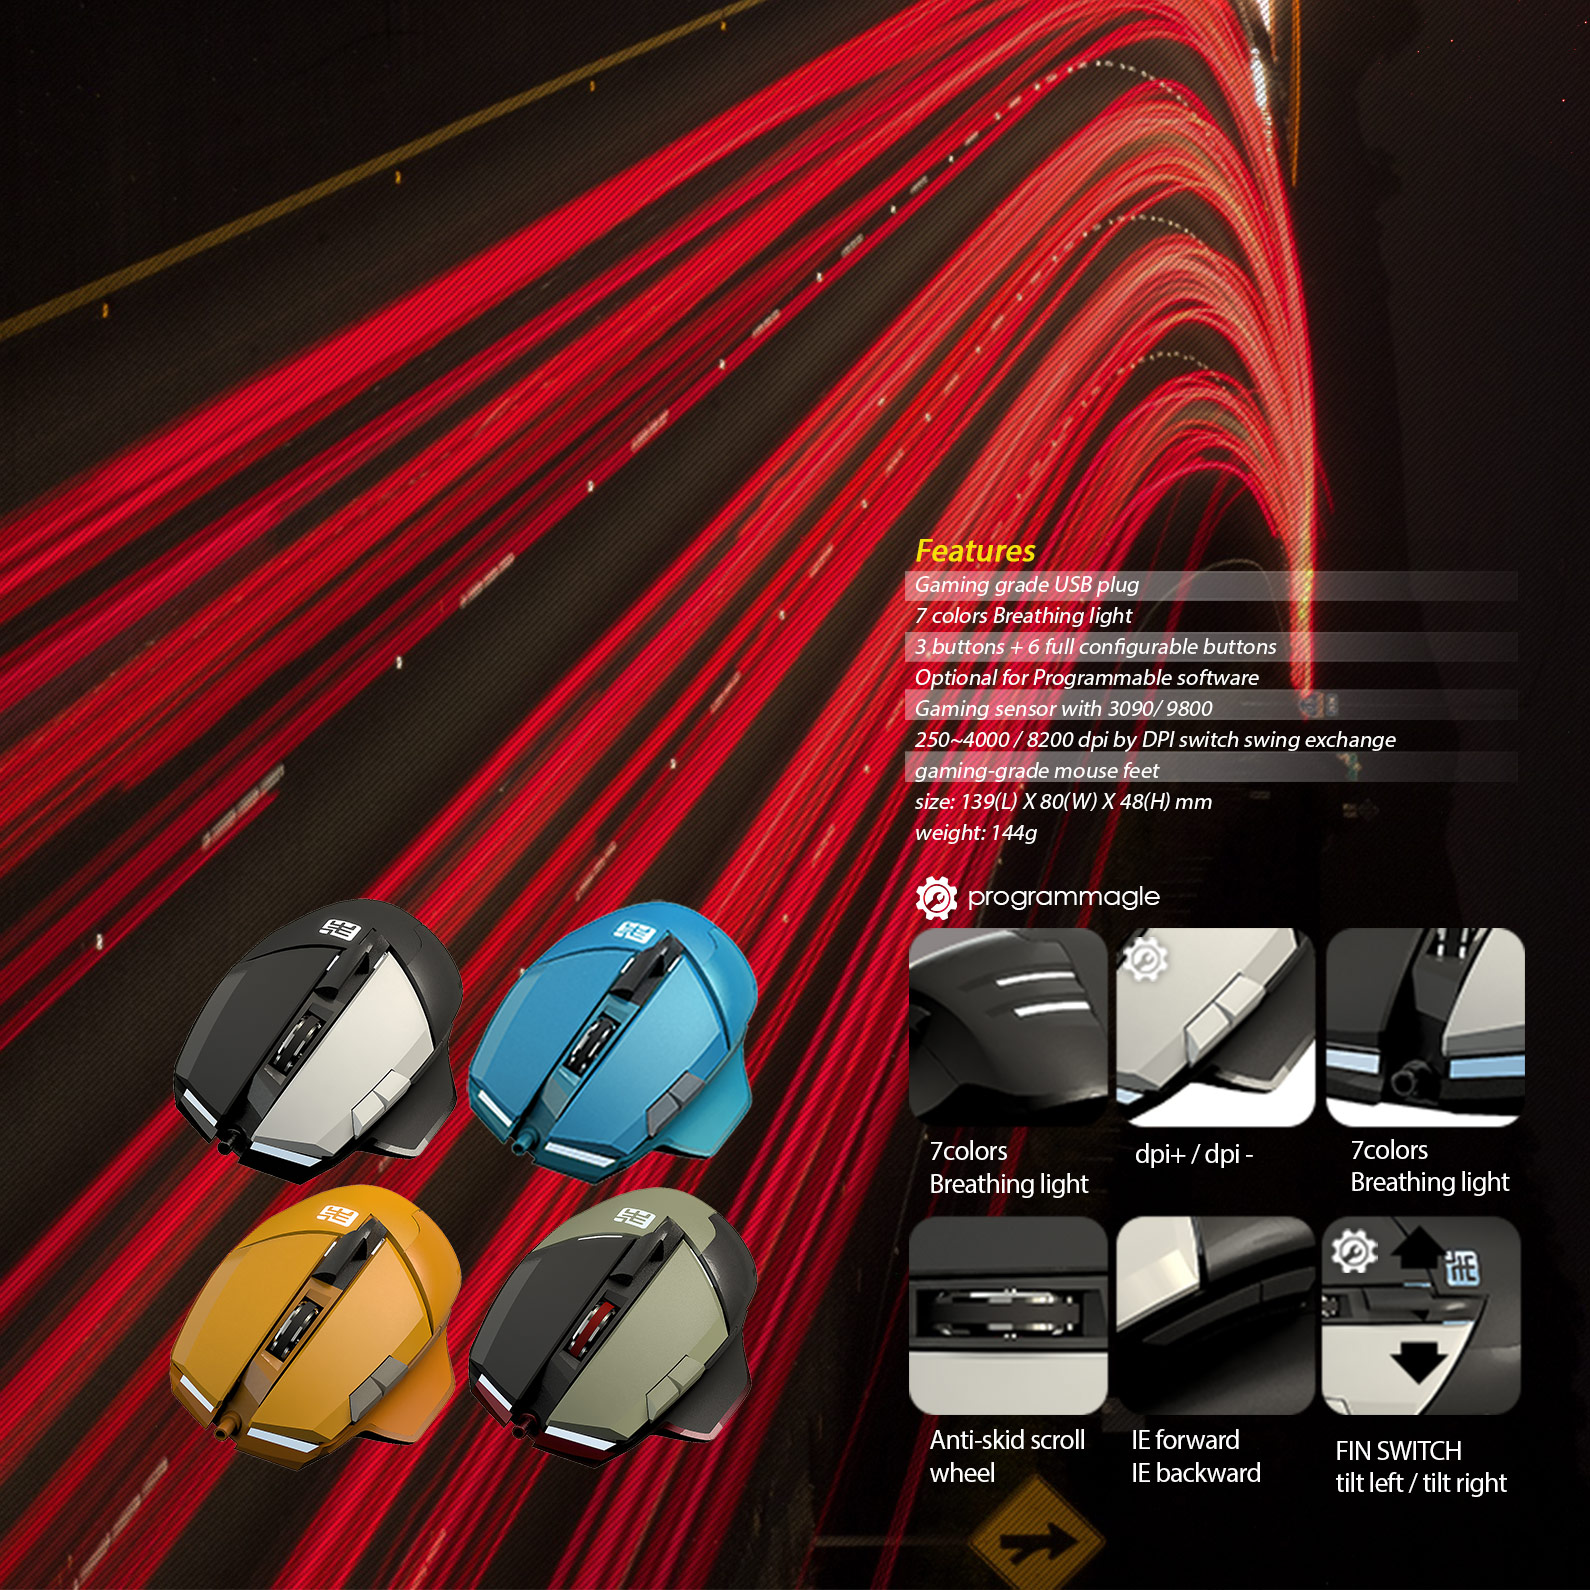 Features
Gaming grade USB plug
7 colors Breathing light
3 buttons + 6 full configurable buttons
Optional for Programmable software
Gaming sensor with 3090/ 9800
250~4000 / 8200 dpi by DPI switch swing exchange
gaming-grade mouse feet
size: 139(L) X 80(W) X 48(H) mm
weight: 144g
programmagle
7colors
Breathing light
dpi+ / dpi -
7colors
Breathing light
Anti-skid scroll
wheel
IE forward
IE backward
FIN SWITCH
tilt left / tilt right